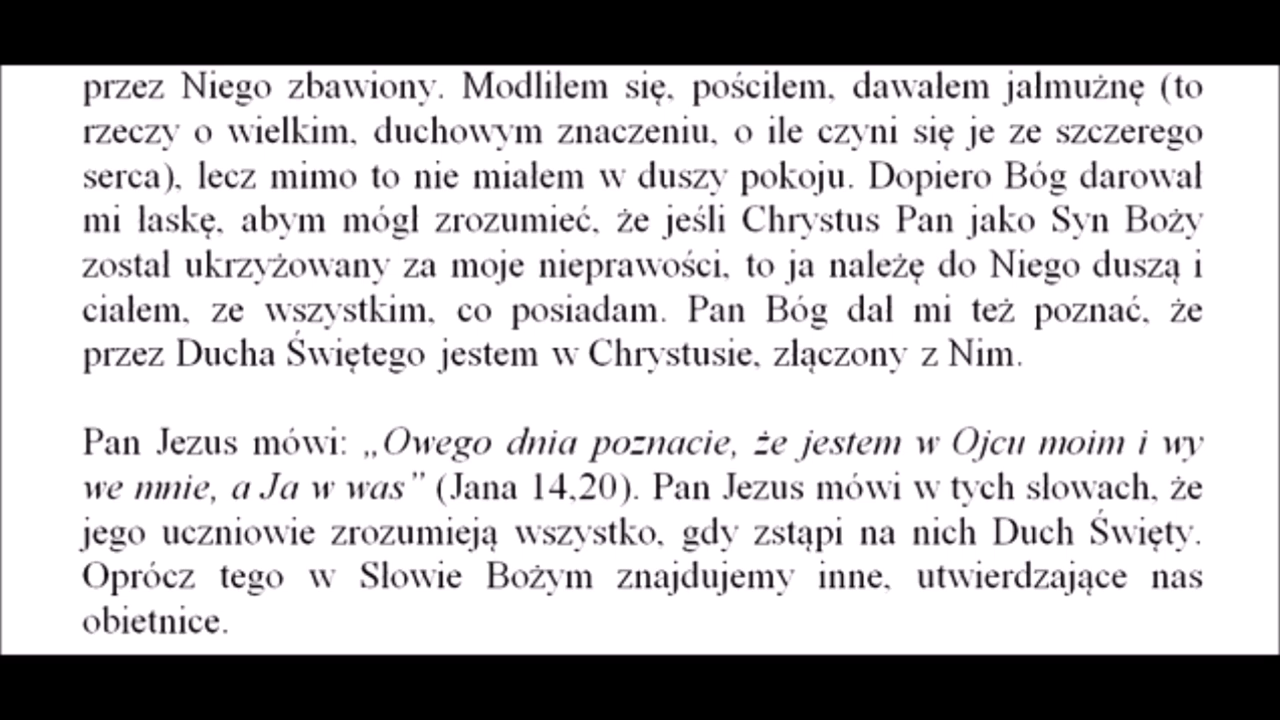 przez Niego zbawiony. Modliłem się, pościłem, dawałem jałmużnę (to
rzeczy o wielkim, duchowym znaczeniu, o ile czyni się je ze szczerego
serca), lecz mimo to nie miałem w duszy pokoju. Dopiero Bóg darował
mi łaskę, abym mógł zrozumieć, że jeśli Chrystus Pan jako Syn Boży
został ukrzyżowany za moje nieprawości, to ja należę do Niego duszą i
ciałem, ze wszystkim, co posiadam. Pan Bóg dał mi też poznać, że
przez Ducha Świętego jestem w Chrystusie, złączony z Nim.
Pan Jezus mówi: „Owego dnia poznacie, że jestem w Ojcu moim i wy
we mnie, a Ja w was” (Jana 14,20). Pan Jezus mówi w tych słowach, że
jego uczniowie zrozumieją wszystko, gdy zstąpi na nich Duch Święty.
Oprócz tego w Słowie Bożym znajdujemy inne, utwierdzające nas
obietnice.